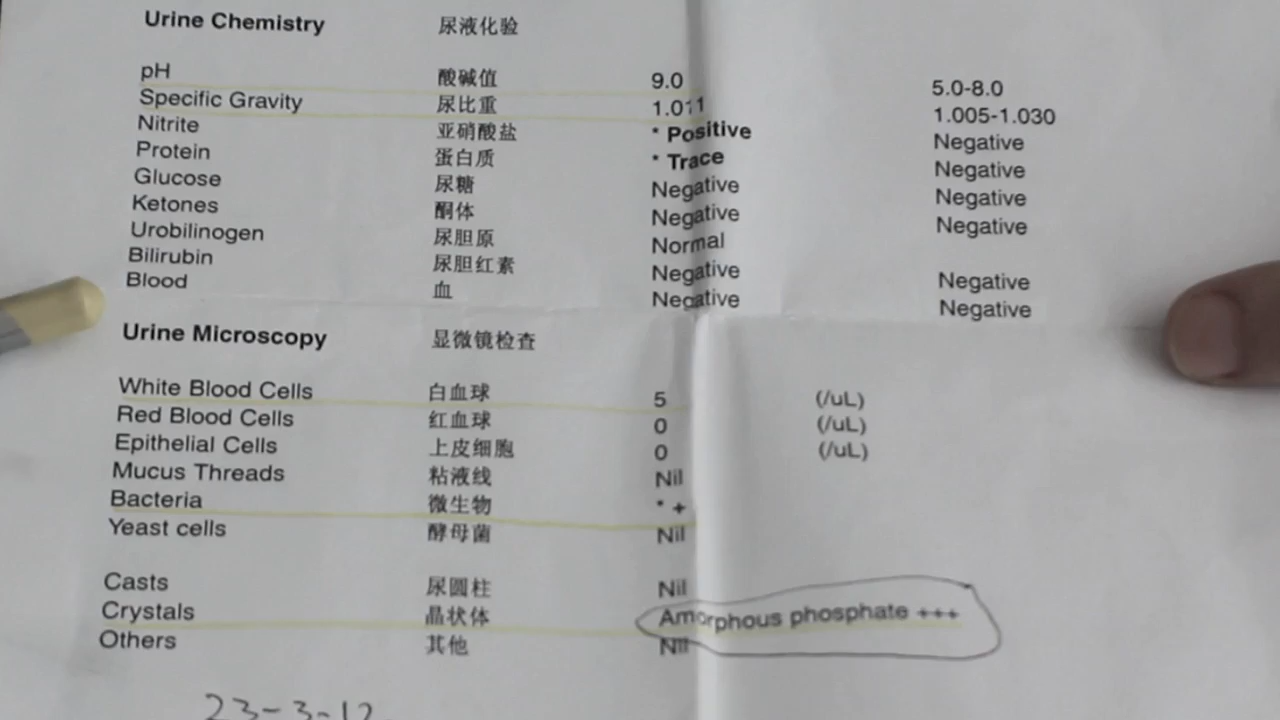 Urine Chemistry 尿液化验
pH 酸碱值 9.0 5.0-8.0
Specific Gravity 尿比重 1.011 1.005-1.030
Nitrite 亚硝酸盐 * Positive Negative
Protein 蛋白质 * Trace Negative
Glucose 尿糖 Negative Negative
Ketones 酮体 Negative Negative
Urobilinogen 尿胆原 Normal
Bilirubin 尿胆红素 Negative Negative
Blood 血 Negative Negative
Urine Microscopy 显微镜检查
White Blood Cells 白血球 5 (/uL)
Red Blood Cells 红血球 0 (/uL)
Epithelial Cells 上皮细胞 0 (/uL)
Mucus Threads 粘液线 Nil
Bacteria 微生物 * +
Yeast cells 酵母菌 Nil
Casts 尿圆柱 Nil
Crystals 晶状体 Amorphous phosphate +++
Others 其他 Nil
23-3-12